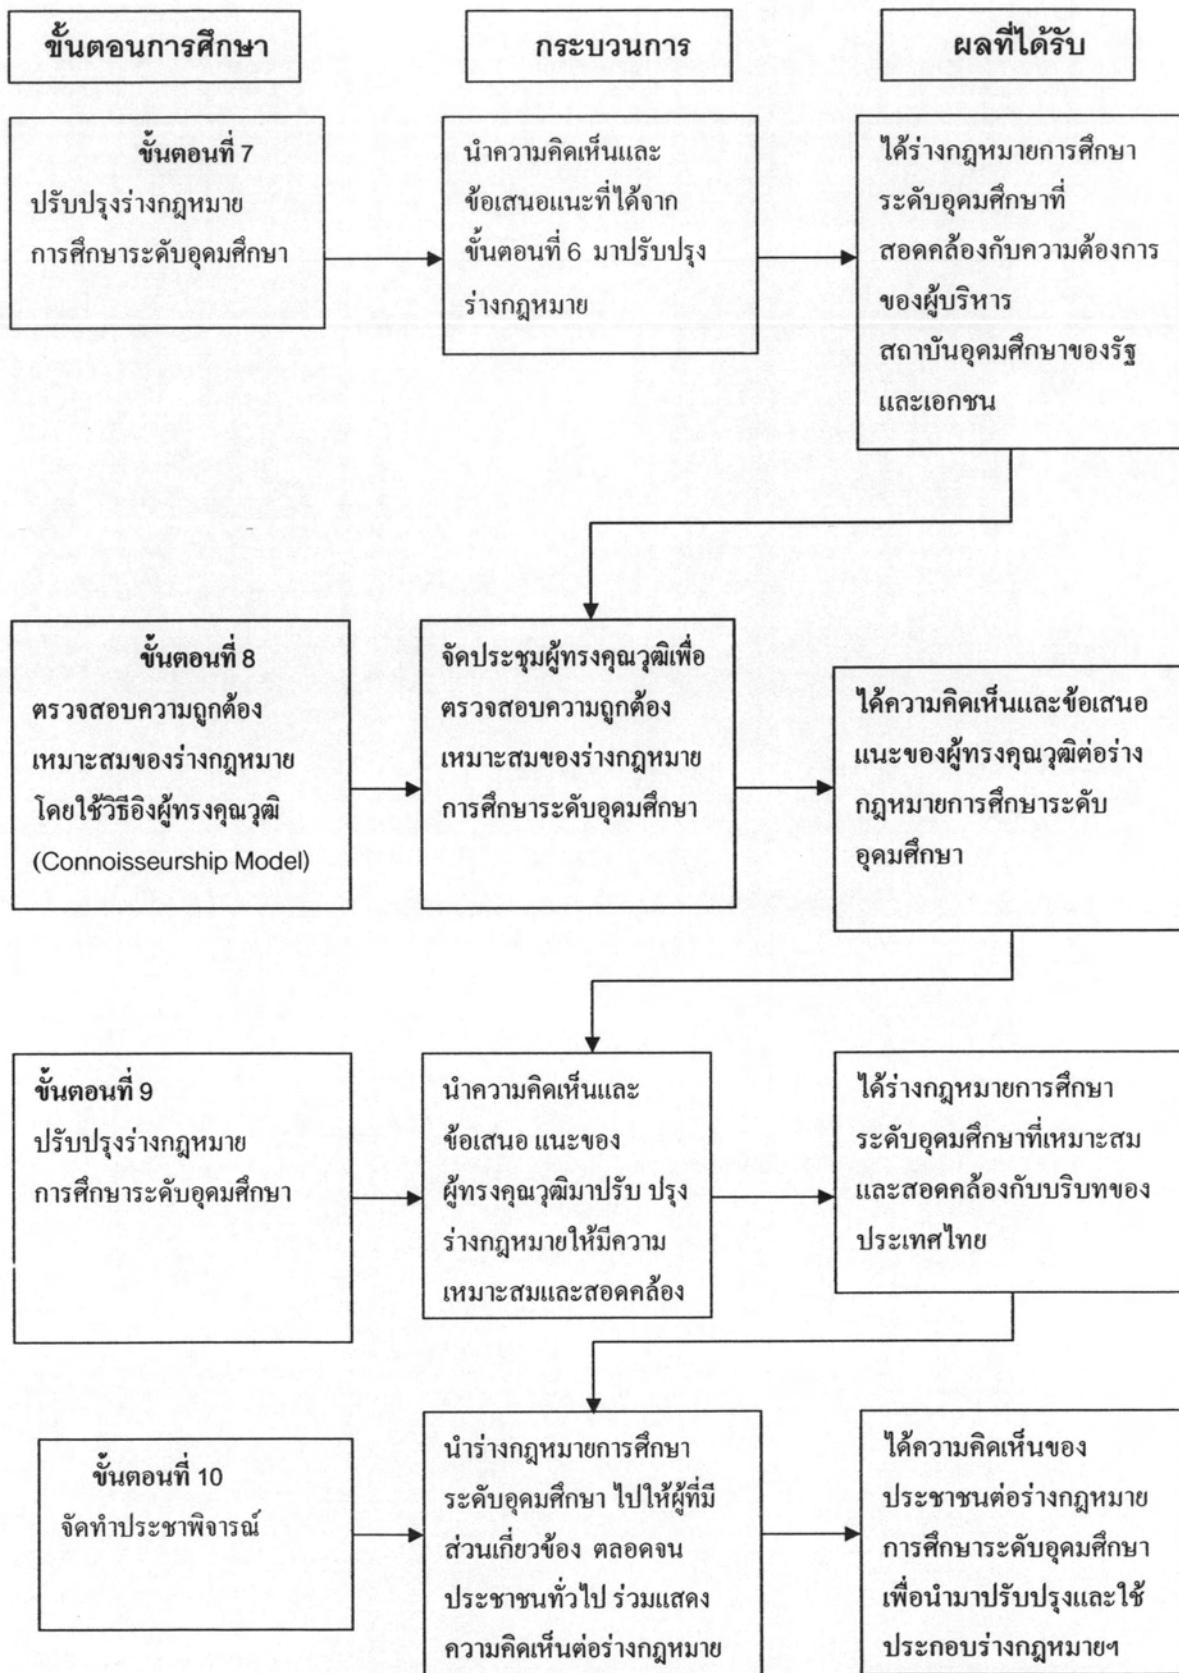 ขั้นตอนการศึกษา
กระบวนการ
ผลที่ได้รับ
ขั้นตอนที่ 7
ปรับปรุงร่างกฎหมาย
การศึกษาระดับอุดมศึกษา
นำความคิดเห็นและ
ข้อเสนอแนะที่ได้จาก
ขั้นตอนที่ 6 มาปรับปรุง
ร่างกฎหมาย
ได้ร่างกฎหมายการศึกษา
ระดับอุดมศึกษาที่
สอดคล้องกับความต้องการ
ของผู้บริหาร
สถาบันอุดมศึกษาของรัฐ
และเอกชน
ขั้นตอนที่ 8
ตรวจสอบความถูกต้อง
เหมาะสมของร่างกฎหมาย
โดยใช้วิธีอิงผู้ทรงคุณวุฒิ
(Connoisseurship Model)
จัดประชุมผู้ทรงคุณวุฒิเพื่อ
ตรวจสอบความถูกต้อง
เหมาะสมของร่างกฎหมาย
การศึกษาระดับอุดมศึกษา
ได้ความคิดเห็นและข้อเสนอ
แนะของผู้ทรงคุณวุฒิต่อร่าง
กฎหมายการศึกษาระดับ
อุดมศึกษา
ขั้นตอนที่ 9
ปรับปรุงร่างกฎหมาย
การศึกษาระดับอุดมศึกษา
นำความคิดเห็นและ
ข้อเสนอ แนะของ
ผู้ทรงคุณวุฒิมาปรับ ปรุง
ร่างกฎหมายให้มีความ
เหมาะสมและสอดคล้อง
ได้ร่างกฎหมายการศึกษา
ระดับอุดมศึกษาที่เหมาะสม
และสอดคล้องกับบริบทของ
ประเทศไทย
ขั้นตอนที่ 10
จัดทำประชาพิจารณ์
นำร่างกฎหมายการศึกษา
ระดับอุดมศึกษา ไปให้ผู้ที่มี
ส่วนเกี่ยวข้อง ตลอดจน
ประชาชนทั่วไป ร่วมแสดง
ความคิดเห็นต่อร่างกฎหมาย
ได้ความคิดเห็นของ
ประชาชนต่อร่างกฎหมาย
การศึกษาระดับอุดมศึกษา
เพื่อนำมาปรับปรุงและใช้
ประกอบร่างกฎหมายฯ